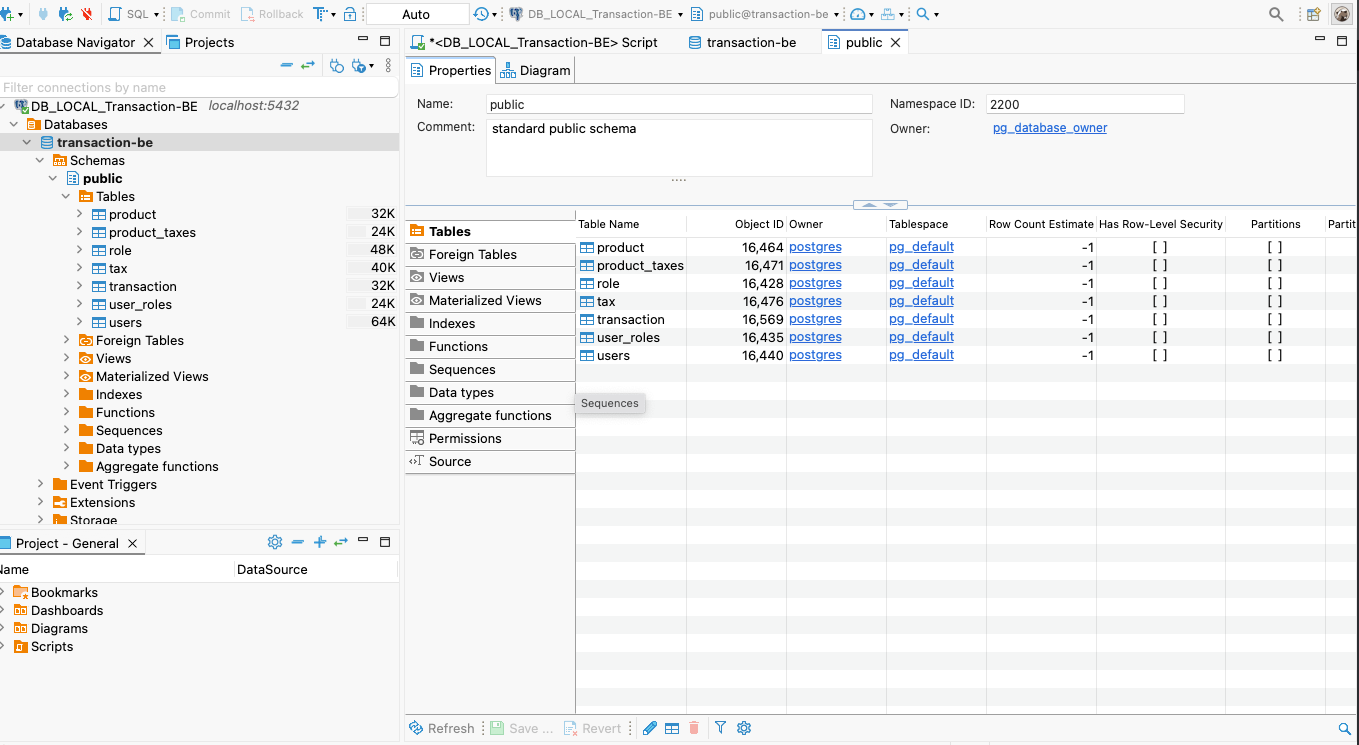 SQL Commit Rollback Auto DB_LOCAL_Transaction-BE public@transaction-be
Database Navigator Projects
Filter connections by name
DB_LOCAL_Transaction-BE localhost:5432
Databases
transaction-be
Schemas
public
Tables
product 32K
product_taxes 24K
role 48K
tax 40K
transaction 32K
user_roles 24K
users 64K
Foreign Tables
Views
Materialized Views
Indexes
Functions
Sequences
Data types
Aggregate functions
Event Triggers
Extensions
Storage
Project - General
Name DataSource
Bookmarks
Dashboards
Diagrams
Scripts
*<DB_LOCAL_Transaction-BE> Script transaction-be public
Properties Diagram
Name: public Namespace ID: 2200
Comment: standard public schema Owner: pg_database_owner
Tables
Foreign Tables
Views
Materialized Views
Indexes
Functions
Sequences
Data types
Aggregate functions
Permissions
Source
Sequences
Table Name Object ID Owner Tablespace Row Count Estimate Has Row-Level Security Partitions Partit
product 16,464 postgres pg_default -1 [ ] [ ]
product_taxes 16,471 postgres pg_default -1 [ ] [ ]
role 16,428 postgres pg_default -1 [ ] [ ]
tax 16,476 postgres pg_default -1 [ ] [ ]
transaction 16,569 postgres pg_default -1 [ ] [ ]
user_roles 16,435 postgres pg_default -1 [ ] [ ]
users 16,440 postgres pg_default -1 [ ] [ ]
Refresh Save ... Revert